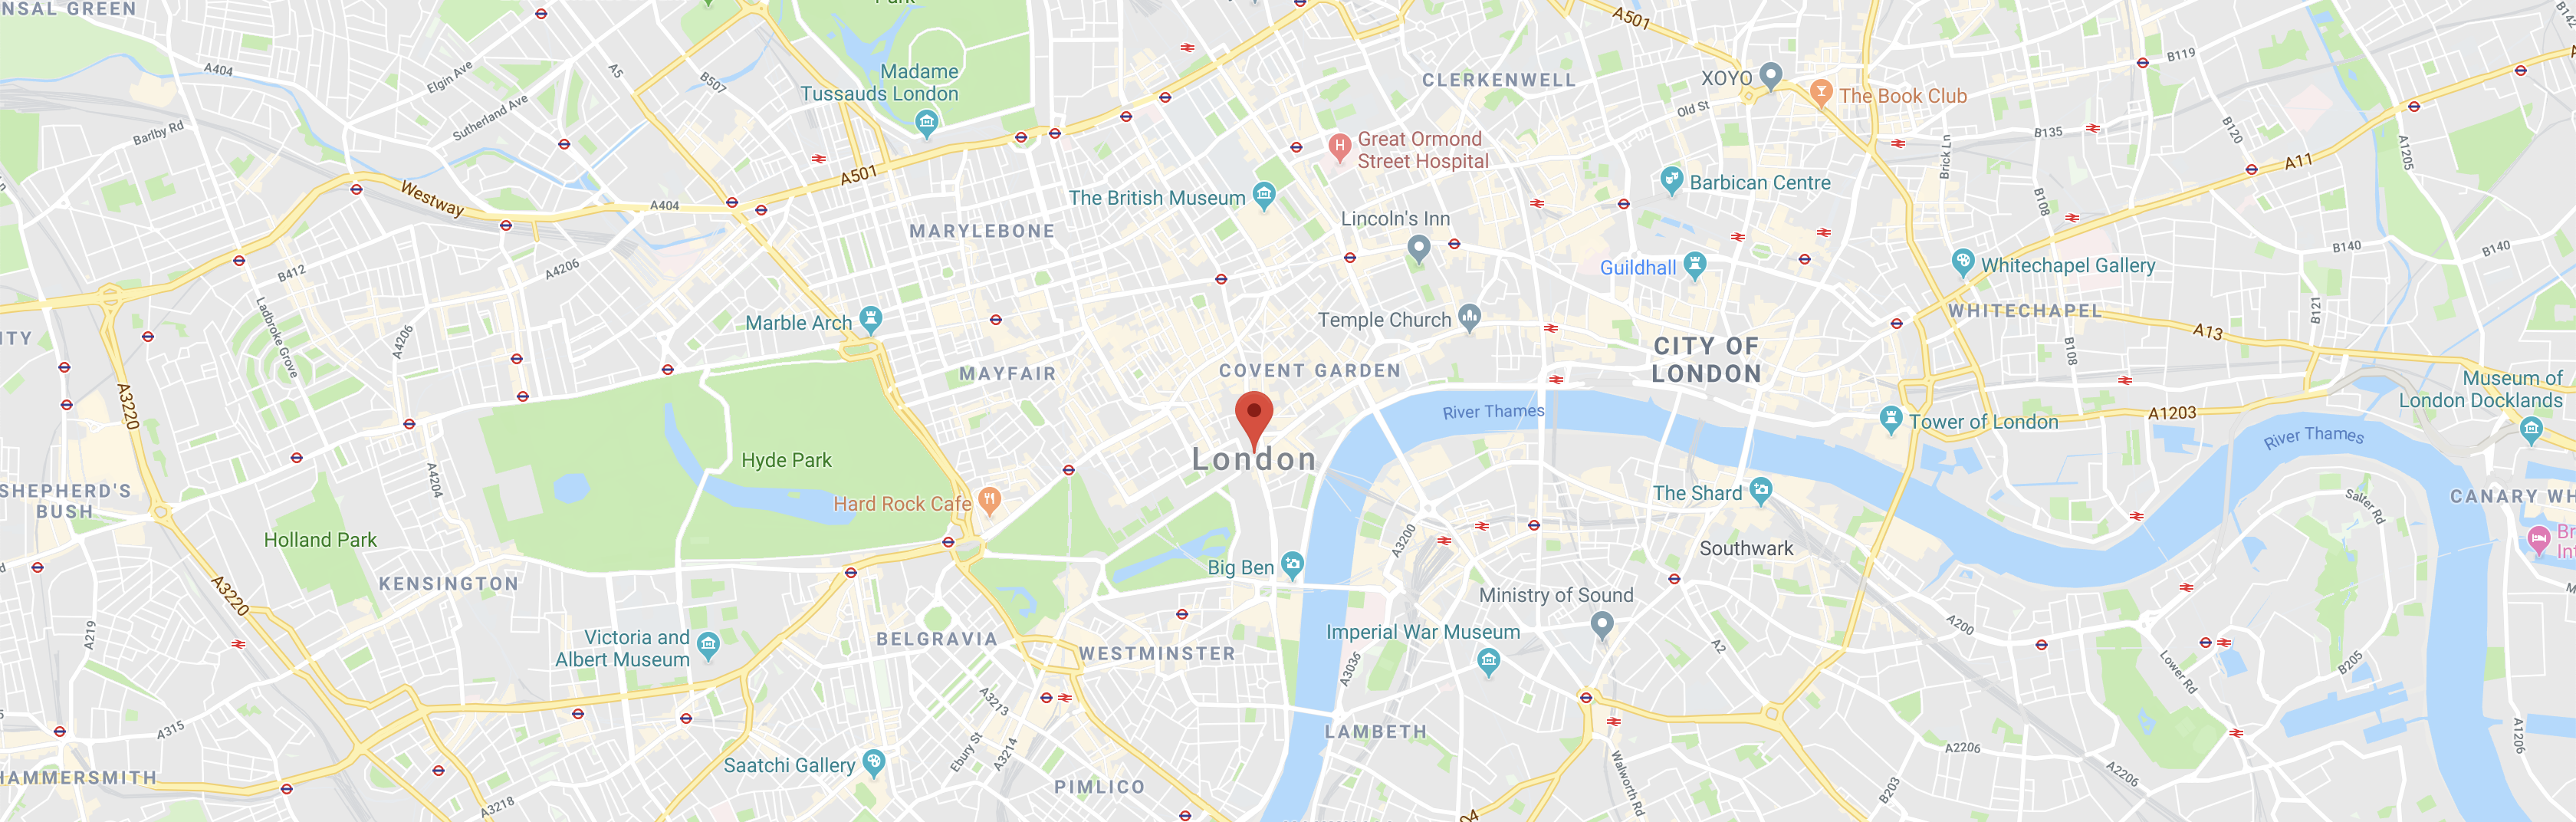 NSAL GREEN
Park
A404
Elgin Ave
A5
B507
Madame
Tussauds London
A501
CLERKENWELL
XOYO
The Book Club
Old St
B119
B142
Sutherland Ave
Barlby Rd
Great Ormond
Street Hospital
Brick Ln
B135
B120
A1205
A11
Westway
A404
A501
The British Museum
Barbican Centre
B108
MARYLEBONE
Lincoln's Inn
B412
A4206
Guildhall
Whitechapel Gallery
B140
B140
Ladbroke Grove
A4206
Marble Arch
Temple Church
WHITECHAPEL
B121
A13
B108
CITY OF
LONDON
MAYFAIR
COVENT GARDEN
A3220
River Thames
Tower of London
A1203
Museum of
London Docklands
River Thames
London
Hyde Park
A4204
SHEPHERD'S
BUSH
Hard Rock Cafe
The Shard
CANARY WH
Salter Rd
Holland Park
A3200
Southwark
Br
Int
KENSINGTON
Big Ben
A3220
Ministry of Sound
A219
Victoria and
Albert Museum
BELGRAVIA
WESTMINSTER
Imperial War Museum
A3036
A2
A200
Lower Rd
B205
A3213
A315
LAMBETH
A1206
Ebury St
A3214
Saatchi Gallery
Walworth Rd
A2206
A2206
HAMMERSMITH
PIMLICO
A3218
B203